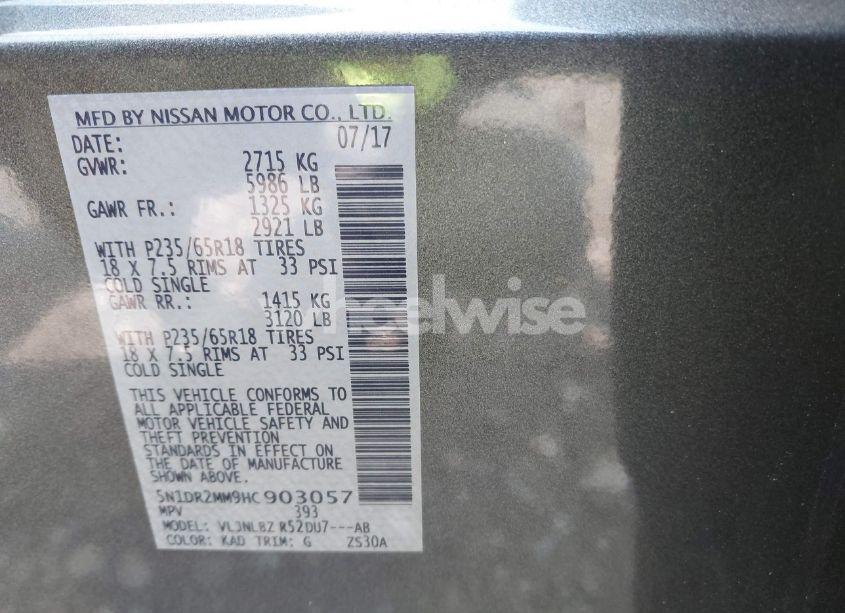 MFD BY NISSAN MOTOR CO., LTD.
DATE: 07/17
GVWR: 2715 KG
5986 LB
GAWR FR.: 1325 KG
2921 LB
WITH P235/65R18 TIRES
18 X 7.5 RIMS AT 33 PSI
COLD SINGLE
GAWR RR.: 1415 KG
3120 LB
WITH P235/65R18 TIRES
18 X 7.5 RIMS AT 33 PSI
COLD SINGLE
THIS VEHICLE CONFORMS TO
ALL APPLICABLE FEDERAL
MOTOR VEHICLE SAFETY AND
THEFT PREVENTION
STANDARDS IN EFFECT ON
THE DATE OF MANUFACTURE
SHOWN ABOVE.
5N1DR2MM9HC903057
MPV 393
MODEL: VLJNLBZ R52DU7---AB
COLOR: KAD TRIM: G ZS30A
heelwise